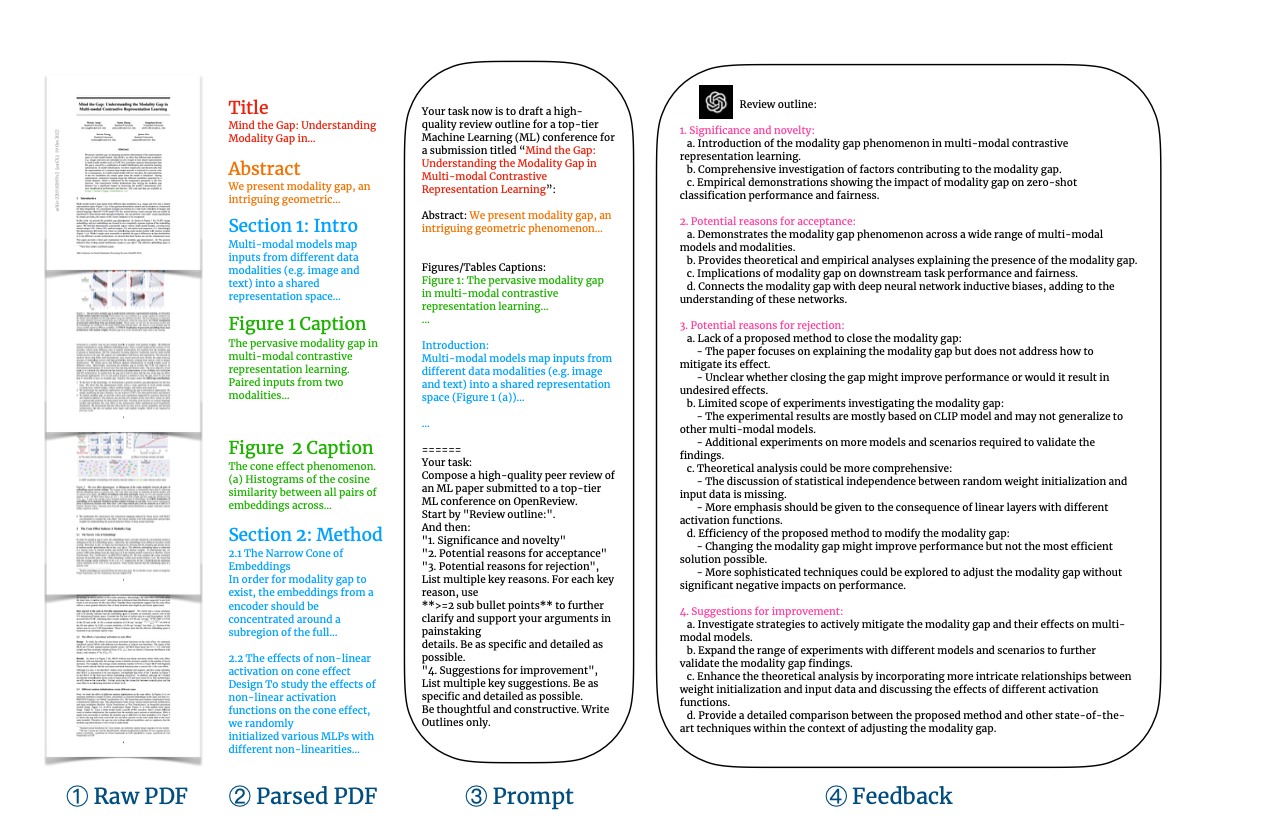 Mind the Gap: Understanding the Modality Gap in
Multi-modal Contrastive Representation Learning
Title
Mind the Gap: Understanding
Modality Gap in...
Abstract
We present modality gap, an
intriguing geometric...
Section 1: Intro
Multi-modal models map
inputs from different data
modalities (e.g. image and
text) into a shared
representation space...
Figure 1 Caption
The pervasive modality gap in
multi-modal contrastive
representation learning.
Paired inputs from two
modalities...
Figure 2 Caption
The cone effect phenomenon.
(a) Histograms of the cosine
similarity between all pairs of
embeddings across...
Section 2: Method
2.1 The Narrow Cone of
Embeddings
In order for modality gap to
exist, the embeddings from a
encoder should be
concentrated around a
subregion of the full...
2.2 The effects of non-linear
activation on cone effect
Design To study the effects of
non-linear activation
functions on the cone effect,
we randomly
initialized various MLPs with
different non-linearities...
Your task now is to draft a high-
quality review outline for a top-tier
Machine Learning (ML) conference for
a submission titled “Mind the Gap:
Understanding the Modality Gap in
Multi-modal Contrastive
Representation Learning”:
Abstract: We present modality gap, an
intriguing geometric phenomenon...
Figures/Tables Captions:
Figure 1: The pervasive modality gap
in multi-modal contrastive
representation learning...
...
Introduction:
Multi-modal models map inputs from
different data modalities (e.g. image
and text) into a shared representation
space (Figure 1 (a))...
...
======
Your task:
Compose a high-quality peer review of
an ML paper submitted to a top-tier
ML conference on OpenReview.
Start by "Review outline:".
And then:
"1. Significance and novelty"
"2. Potential reasons for acceptance"
"3. Potential reasons for rejection",
List multiple key reasons. For each key
reason, use
**>=2 sub bullet points** to further
clarify and support your arguments in
painstaking
details. Be as specific and detailed as
possible.
"4. Suggestions for improvement",
List multiple key suggestions. Be as
specific and detailed as possible.
Be thoughtful and constructive. Write
Outlines only.
Review outline:
1. Significance and novelty:
a. Introduction of the modality gap phenomenon in multi-modal contrastive
representation learning.
b. Comprehensive investigation of factors contributing to the modality gap.
c. Empirical demonstrations showing the impact of modality gap on zero-shot
classification performance and fairness.
2. Potential reasons for acceptance:
a. Demonstrates the modality gap phenomenon across a wide range of multi-modal
models and modalities.
b. Provides theoretical and empirical analyses explaining the presence of the modality gap.
c. Implications of modality gap on downstream task performance and fairness.
d. Connects the modality gap with deep neural network inductive biases, adding to the
understanding of these networks.
3. Potential reasons for rejection:
a. Lack of a proposed method to close the modality gap:
- The paper focuses on explaining the modality gap but does not address how to
mitigate its effect.
- Unclear whether closing the gap might improve performance or would it result in
undesired effects.
b. Limited scope of experiments investigating the modality gap:
- The experimental results are mostly based on CLIP model and may not generalize to
other multi-modal models.
- Additional experiments on more models and scenarios required to validate the
findings.
c. Theoretical analysis could be more comprehensive:
- The discussion of statistical independence between random weight initialization and
input data is missing.
- More emphasis should be given to the consequence of linear layers with different
activation functions.
d. Efficiency of the proposed method to modify the modality gap:
- Changing the modality gap might improve performance but not the most efficient
solution possible.
- More sophisticated techniques could be explored to adjust the modality gap without
significant negative impacts on performance.
4. Suggestions for improvement:
a. Investigate strategies to actively mitigate the modality gap and their effects on multi-
modal models.
b. Expand the range of experiments with different models and scenarios to further
validate the modality gap findings.
c. Enhance the theoretical analysis by incorporating more intricate relationships between
weight initialization and input data and discussing the effects of different activation
functions.
d. Provide a detailed comparison between the proposed method and other state-of-the-
art techniques within the context of adjusting the modality gap.
① Raw PDF
② Parsed PDF
③ Prompt
④ Feedback